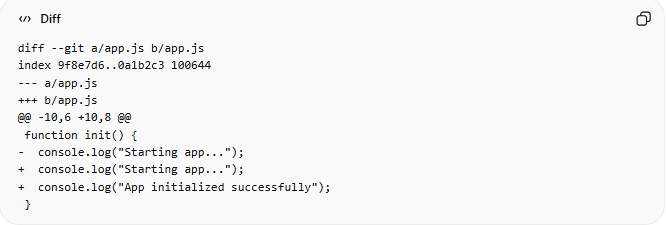 Diff
diff --git a/app.js b/app.js
index 9f8e7d6..0a1b2c3 100644
--- a/app.js
+++ b/app.js
@@ -10,6 +10,8 @@
 function init() {
-  console.log("Starting app...");
+  console.log("Starting app...");
+  console.log("App initialized successfully");
 }